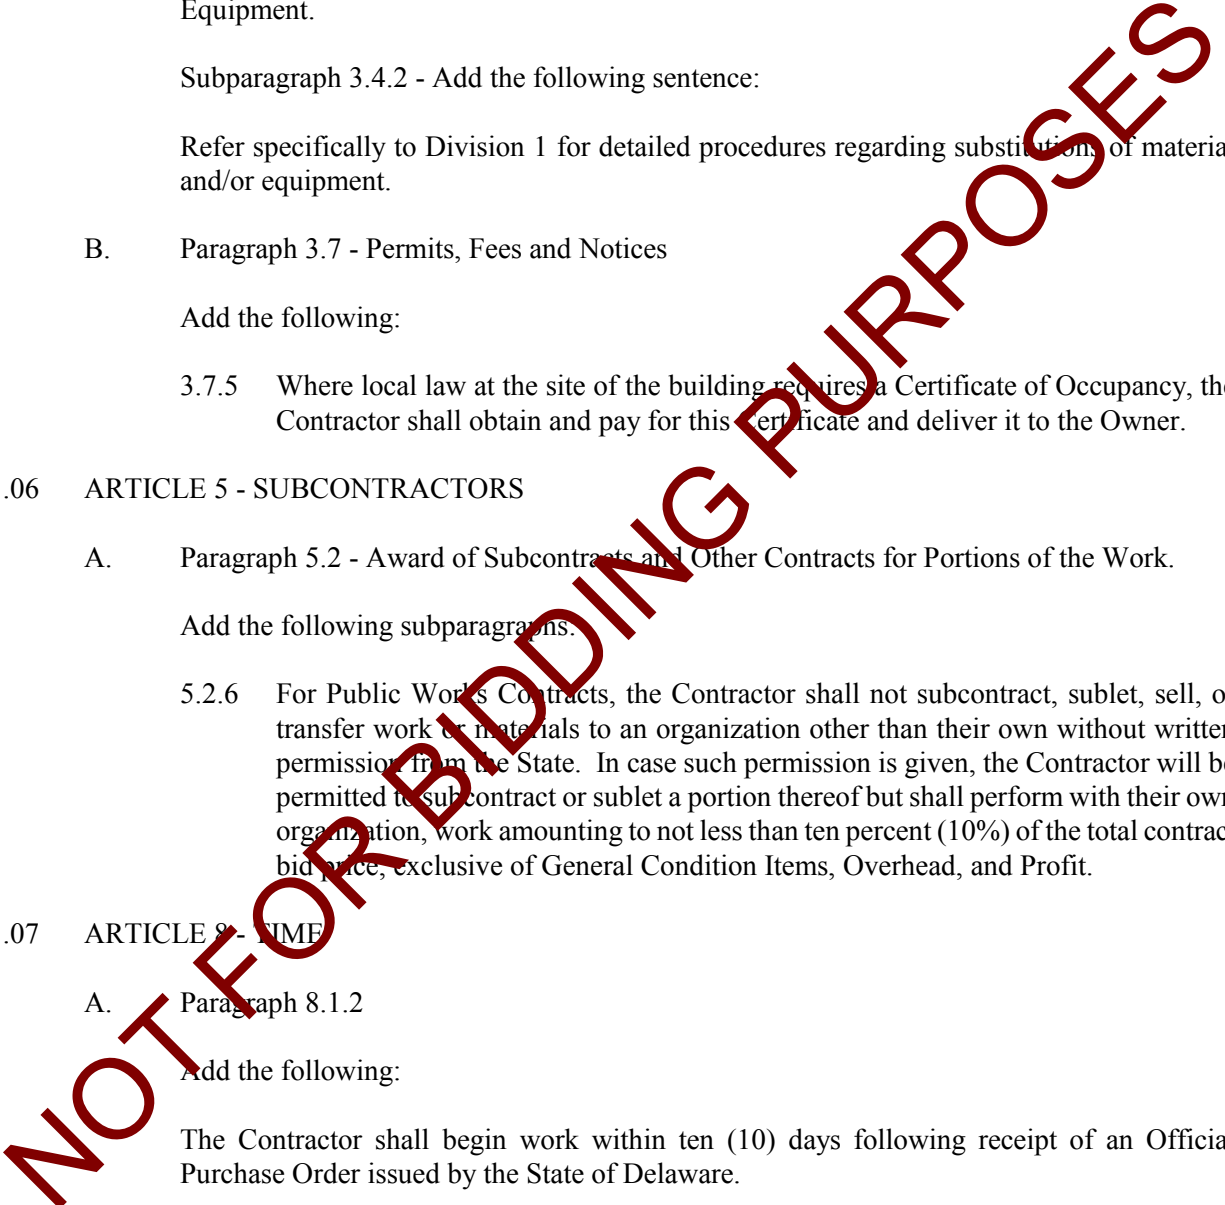 Equipment.
Subparagraph 3.4.2 - Add the following sentence:
Refer specifically to Division 1 for detailed procedures regarding substitutions of materia
and/or equipment.
B. Paragraph 3.7 - Permits, Fees and Notices
Add the following:
3.7.5 Where local law at the site of the building requires a Certificate of Occupancy, the
Contractor shall obtain and pay for this Certificate and deliver it to the Owner.
.06 ARTICLE 5 - SUBCONTRACTORS
A. Paragraph 5.2 - Award of Subcontracts and Other Contracts for Portions of the Work.
Add the following subparagraphs:
5.2.6 For Public Works Contracts, the Contractor shall not subcontract, sublet, sell, o
transfer work or materials to an organization other than their own without written
permission from the State. In case such permission is given, the Contractor will be
permitted to subcontract or sublet a portion thereof but shall perform with their own
organization, work amounting to not less than ten percent (10%) of the total contrac
bid price, exclusive of General Condition Items, Overhead, and Profit.
.07 ARTICLE 8 - TIME
A. Paragraph 8.1.2
Add the following:
The Contractor shall begin work within ten (10) days following receipt of an Officia
Purchase Order issued by the State of Delaware.
NOT FOR BIDDING PURPOSES